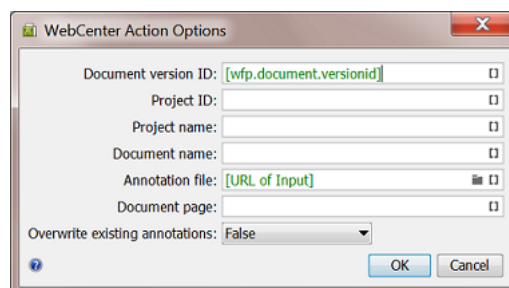 WebCenter Action Options
Document version ID: [wfp.document.versionid]
Project ID:
Project name:
Document name:
Annotation file: [URL of Input]
Document page:
Overwrite existing annotations: False
OK Cancel